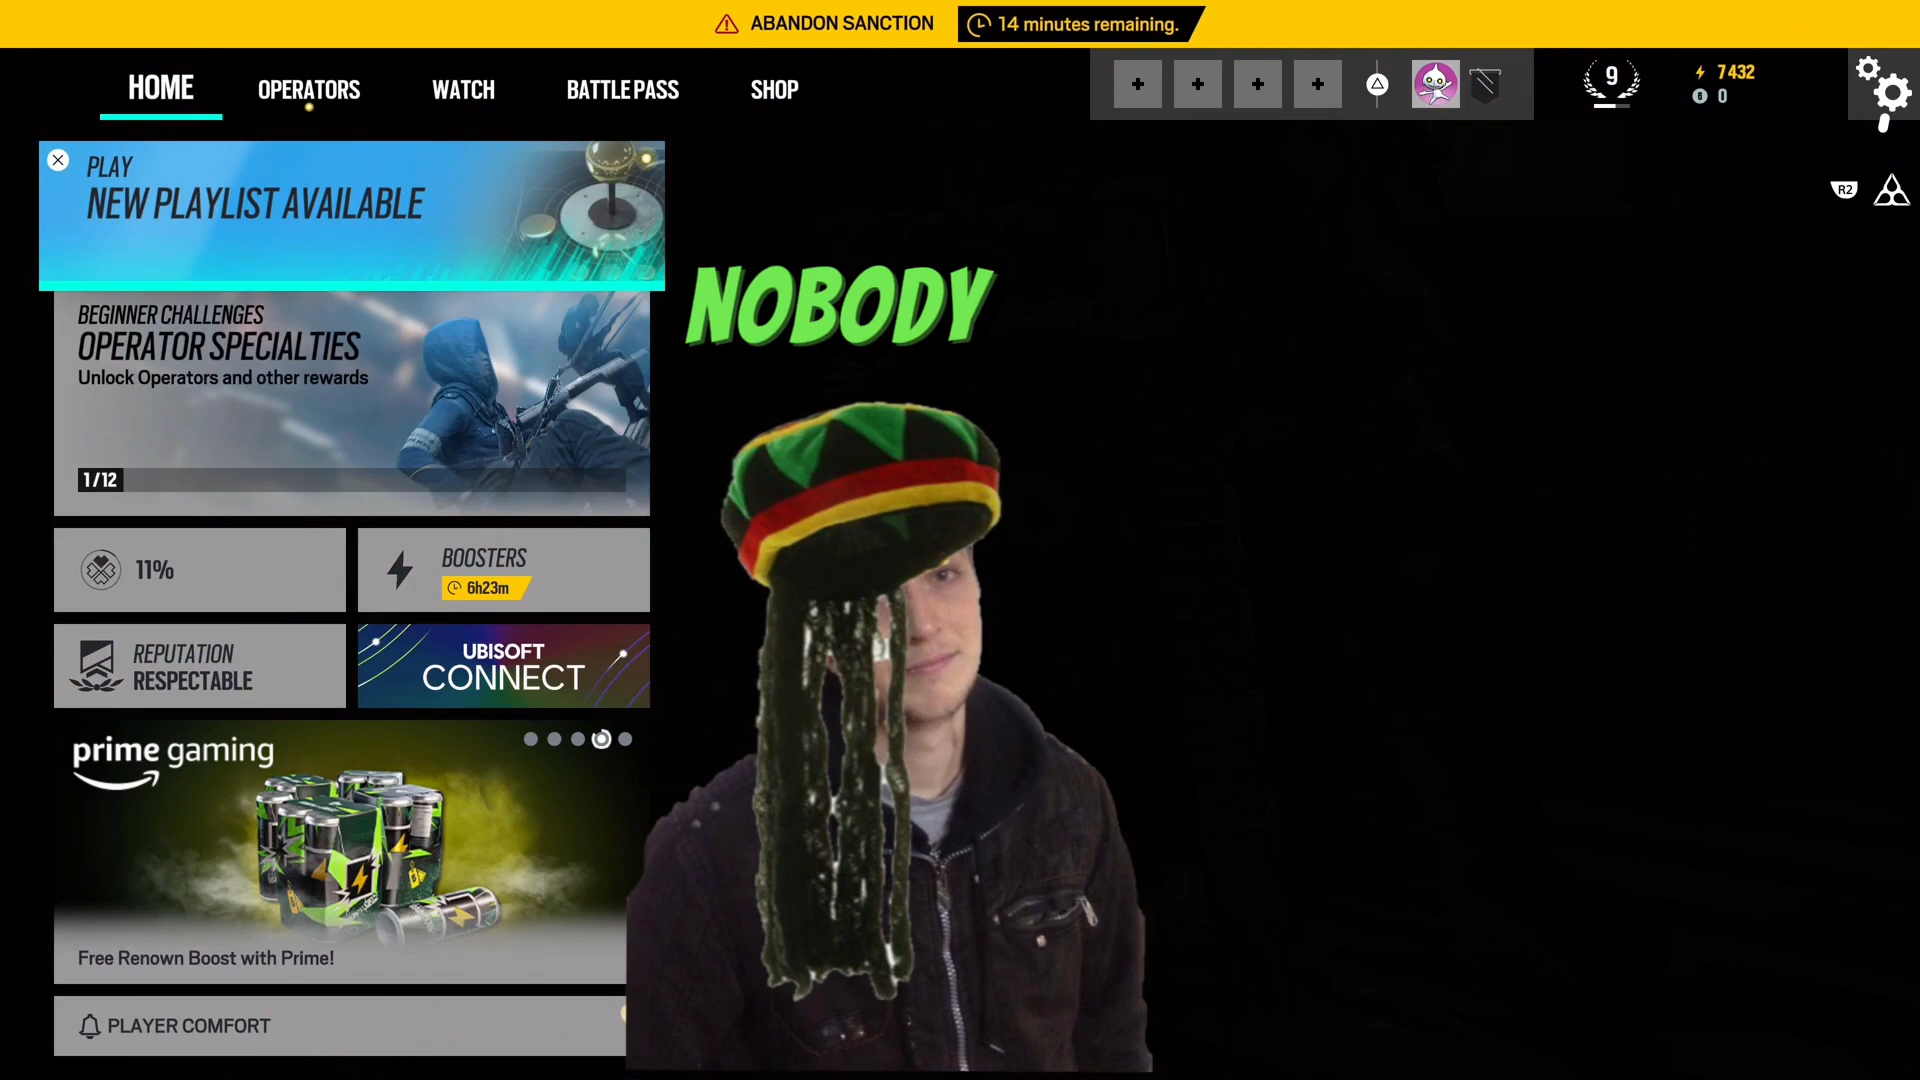 ABANDON SANCTION
14 minutes remaining.
HOME
OPERATORS
WATCH
BATTLE PASS
SHOP
9
7432
0
R2
PLAY
NEW PLAYLIST AVAILABLE
NOBODY
BEGINNER CHALLENGES
OPERATOR SPECIALTIES
Unlock Operators and other rewards
1/12
11%
BOOSTERS
6h23m
REPUTATION
RESPECTABLE
UBISOFT
CONNECT
prime gaming
Free Renown Boost with Prime!
PLAYER COMFORT